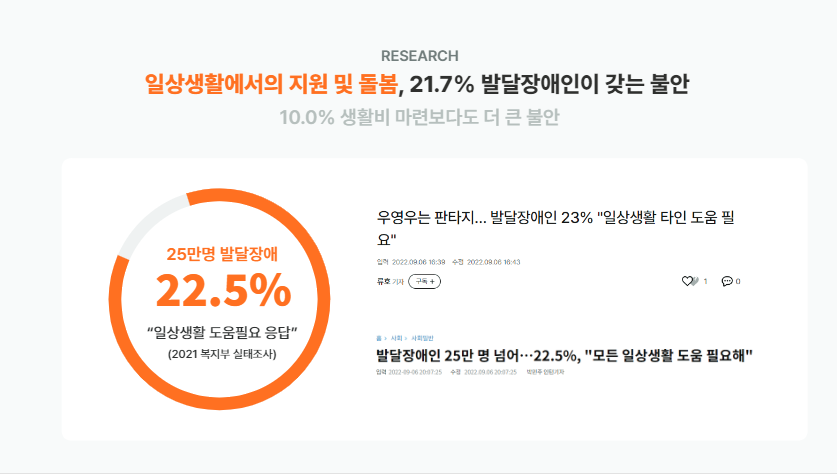 RESEARCH
일상생활에서의 지원 및 돌봄, 21.7% 발달장애인이 갖는 불안
10.0% 생활비 마련보다도 더 큰 불안
25만명 발달장애
22.5%
“일상생활 도움필요 응답”
(2021 복지부 실태조사)
우영우는 판타지... 발달장애인 23% "일상생활 타인 도움 필
요"
입력 2022.09.06 16:39 수정 2022.09.06 16:43
류호 기자 구독 +
1
0
홈 › 사회 › 사회일반
발달장애인 25만 명 넘어…22.5%, "모든 일상생활 도움 필요해"
입력 2022-09-06 20:07:25 수정 2022.09.06 20:07:25